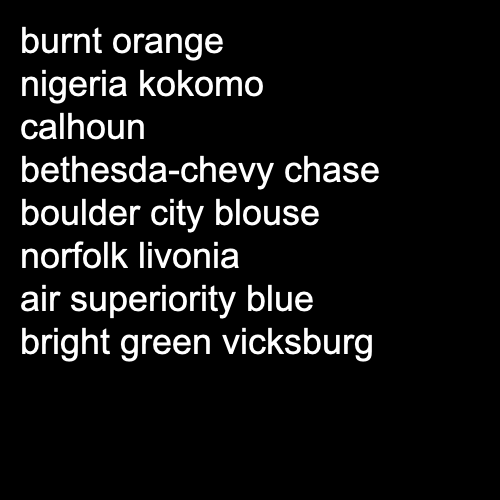 burnt orange
nigeria kokomo
calhoun
bethesda-chevy chase
boulder city blouse
norfolk livonia
air superiority blue
bright green vicksburg